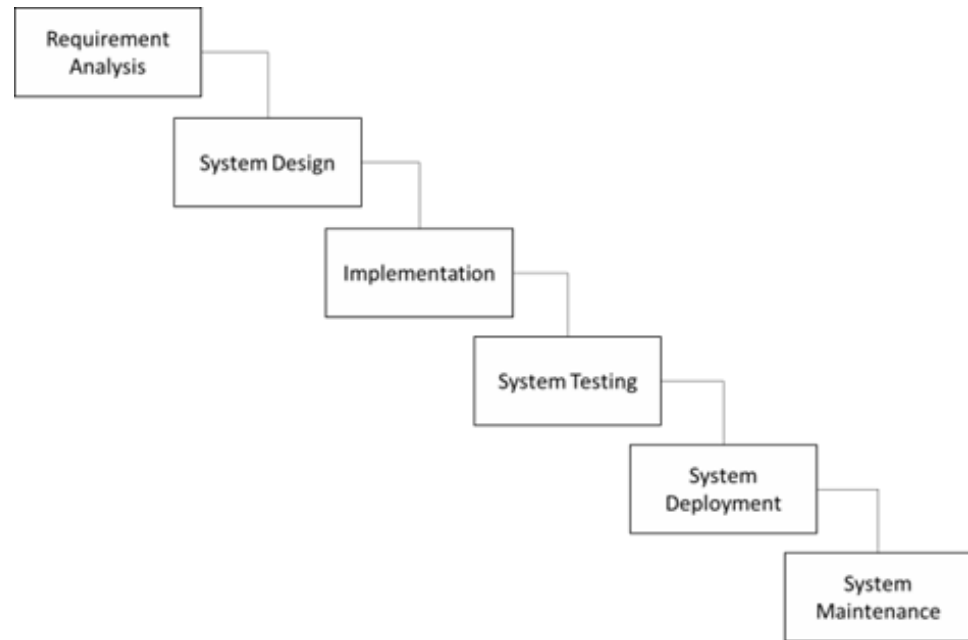 Requirement
Analysis
System Design
Implementation
System Testing
System
Deployment
System
Maintenance